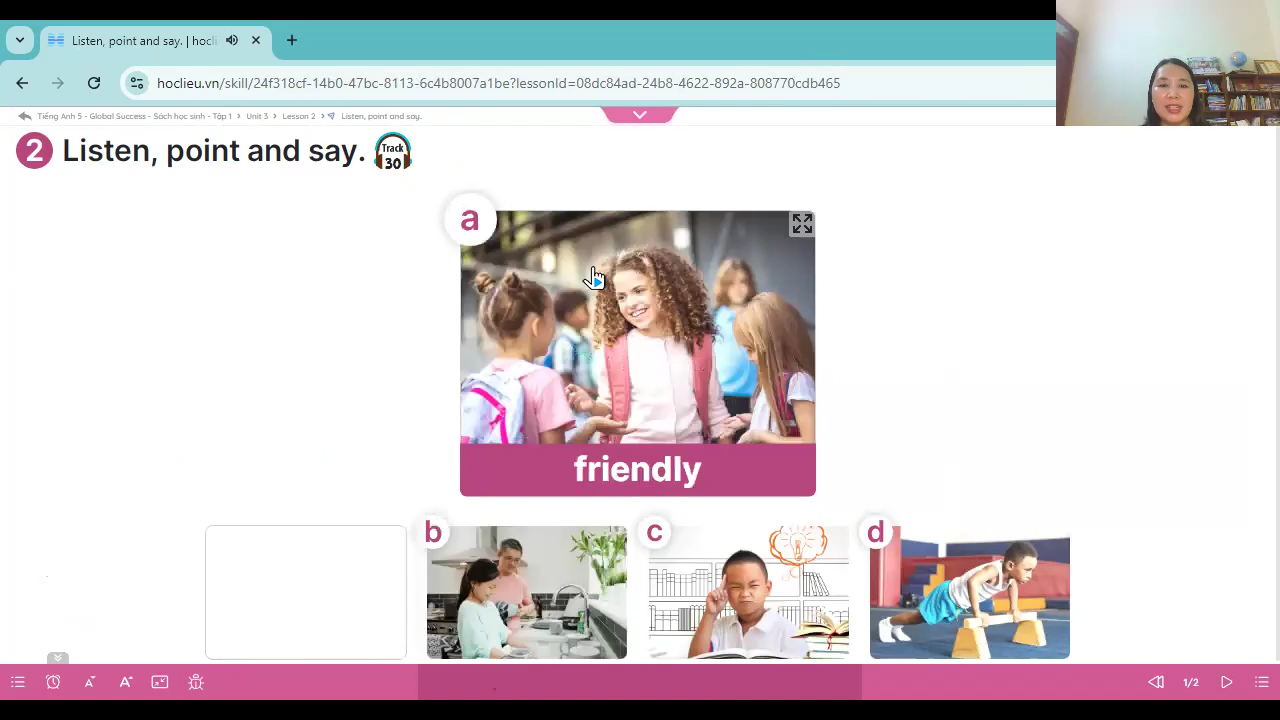 Listen, point and say. | hocli
hoclieu.vn/skill/24f318cf-14b0-47bc-8113-6c4b8007a1be?lessonId=08dc84ad-24b8-4622-892a-808770cdb465
Tiếng Anh 5 - Global Success - Sách học sinh - Tập 1 > Unit 3 > Lesson 2 > Listen, point and say.
2 Listen, point and say. Track 30
a
friendly
b
c
d
A A 1/2